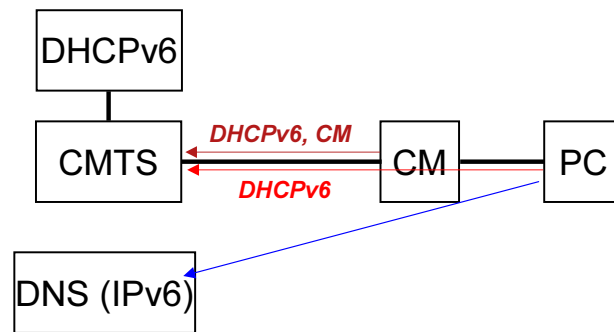 DHCPv6
DHCPv6, CM
CMTS
CM
PC
DHCPv6
DNS (IPv6)